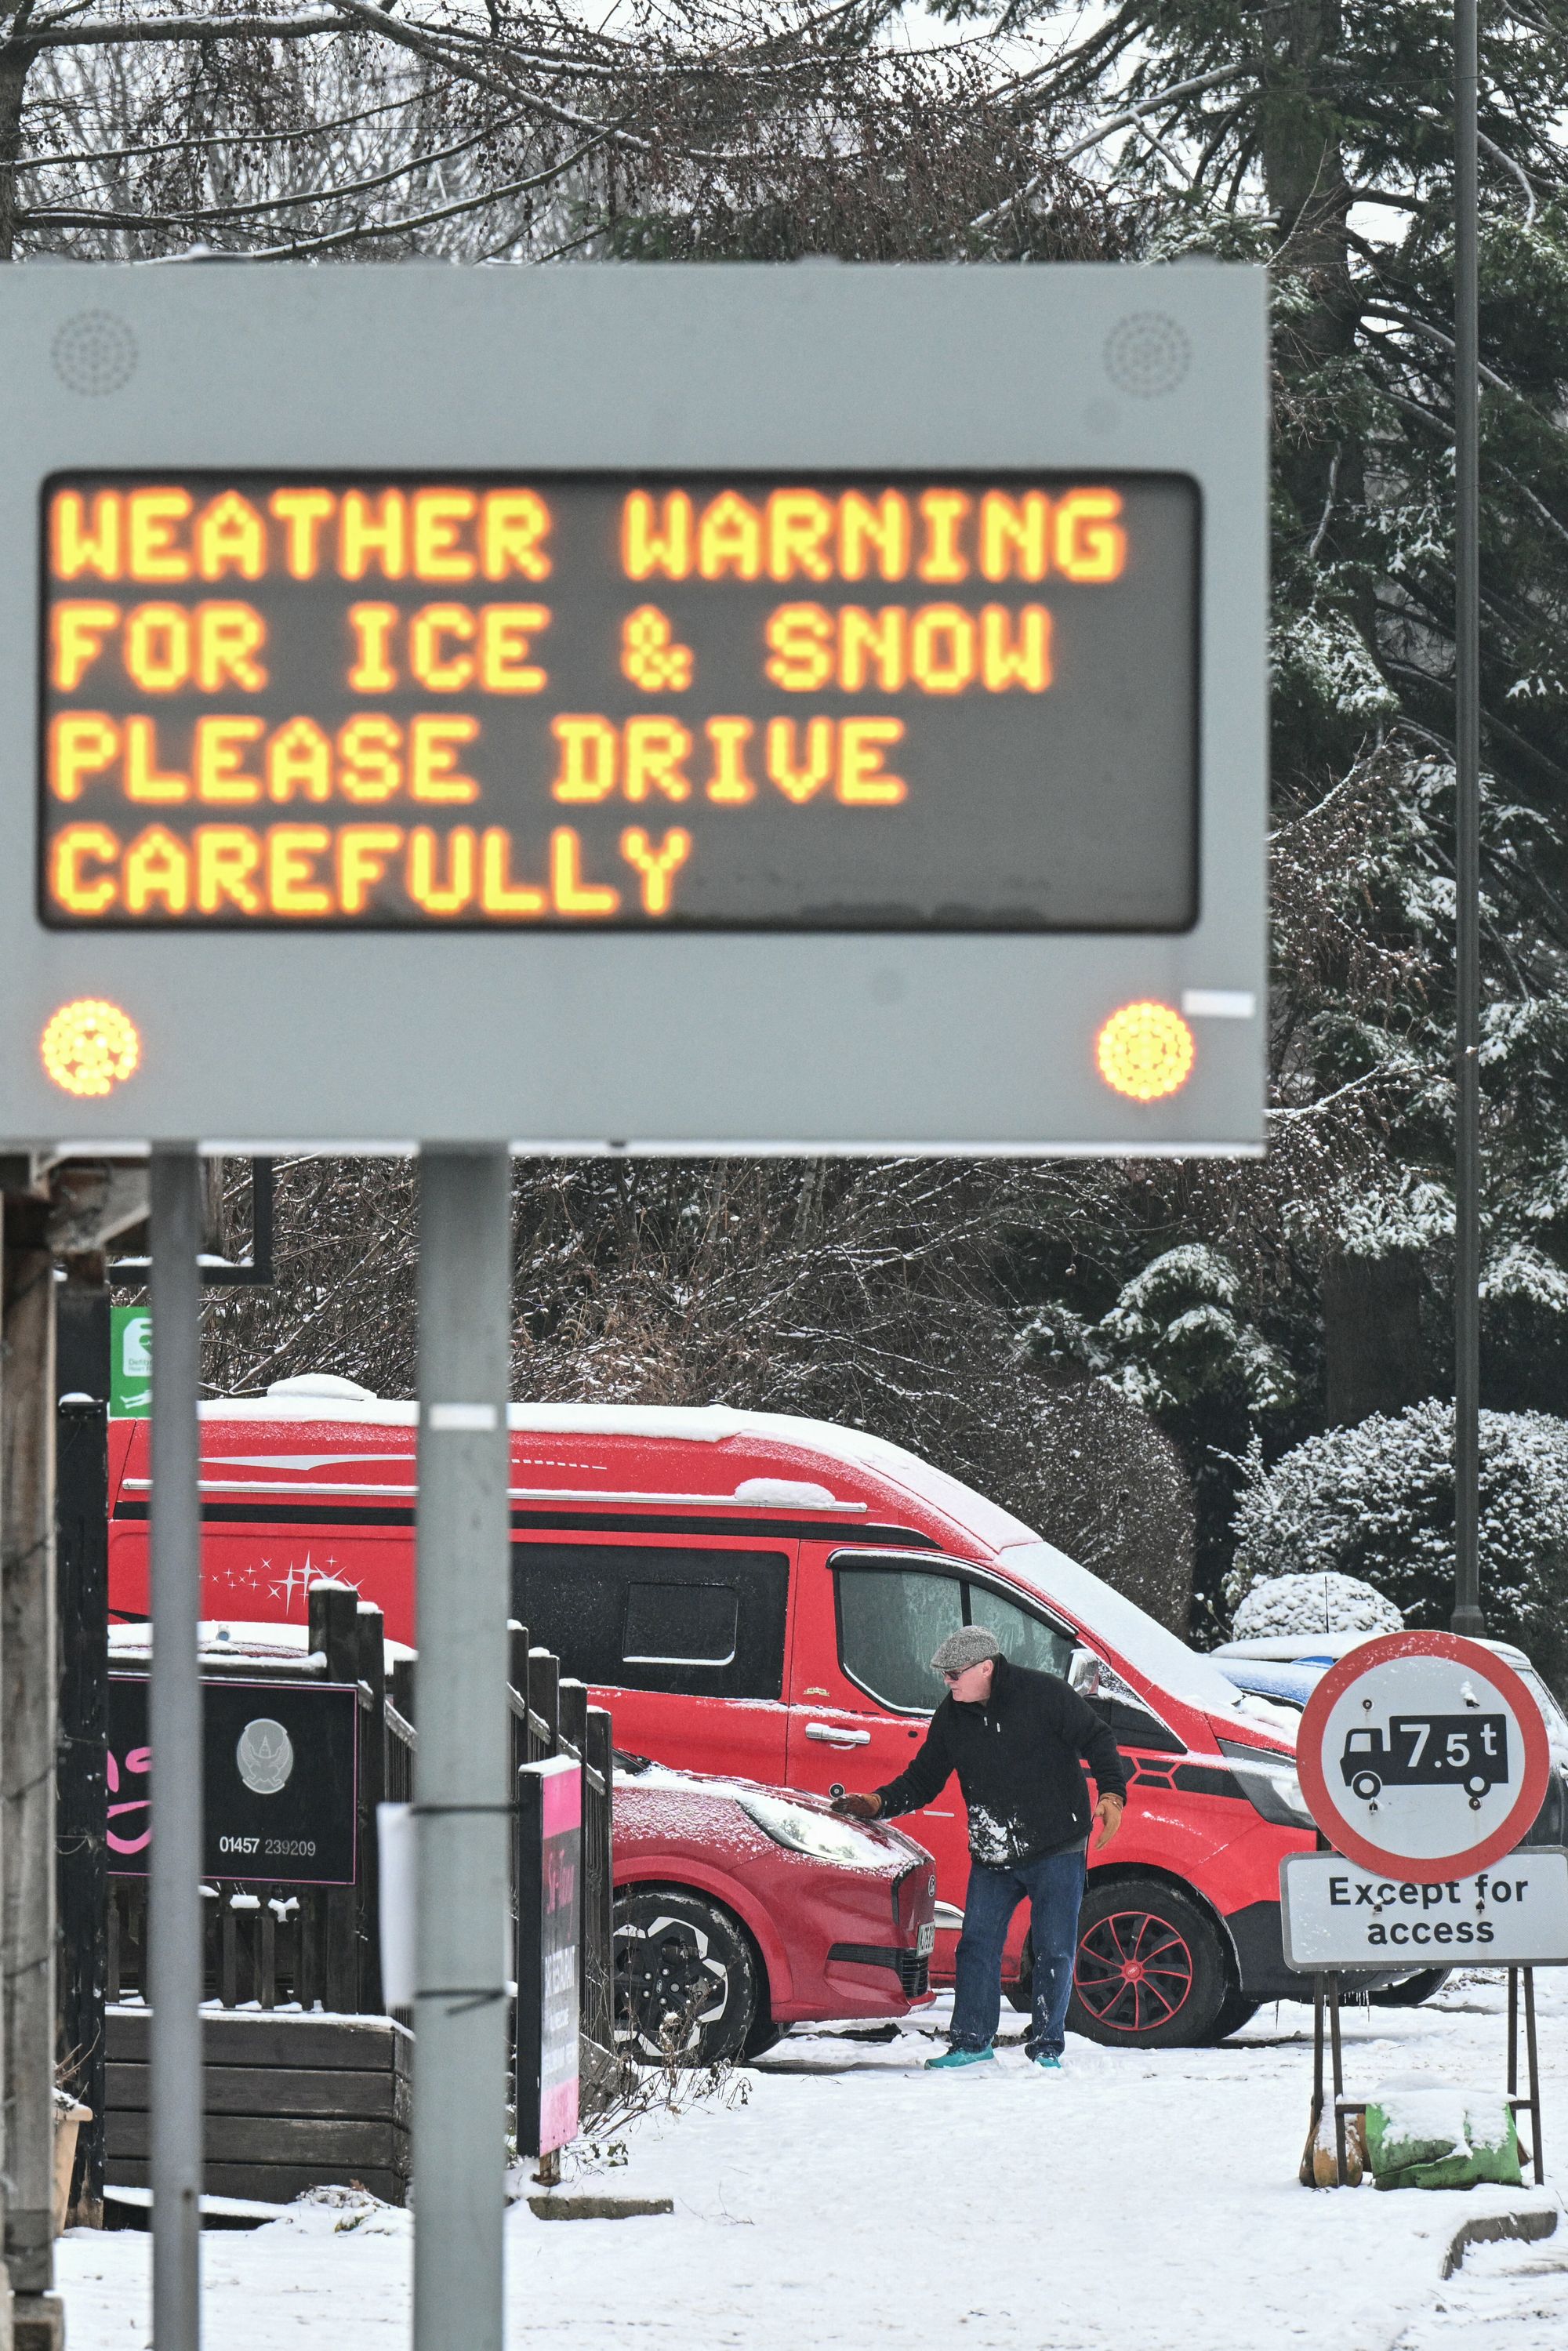 WEATHER WARNING
FOR ICE & SNOW
PLEASE DRIVE
CAREFULLY
01457 239209
7.5t
Except for
access